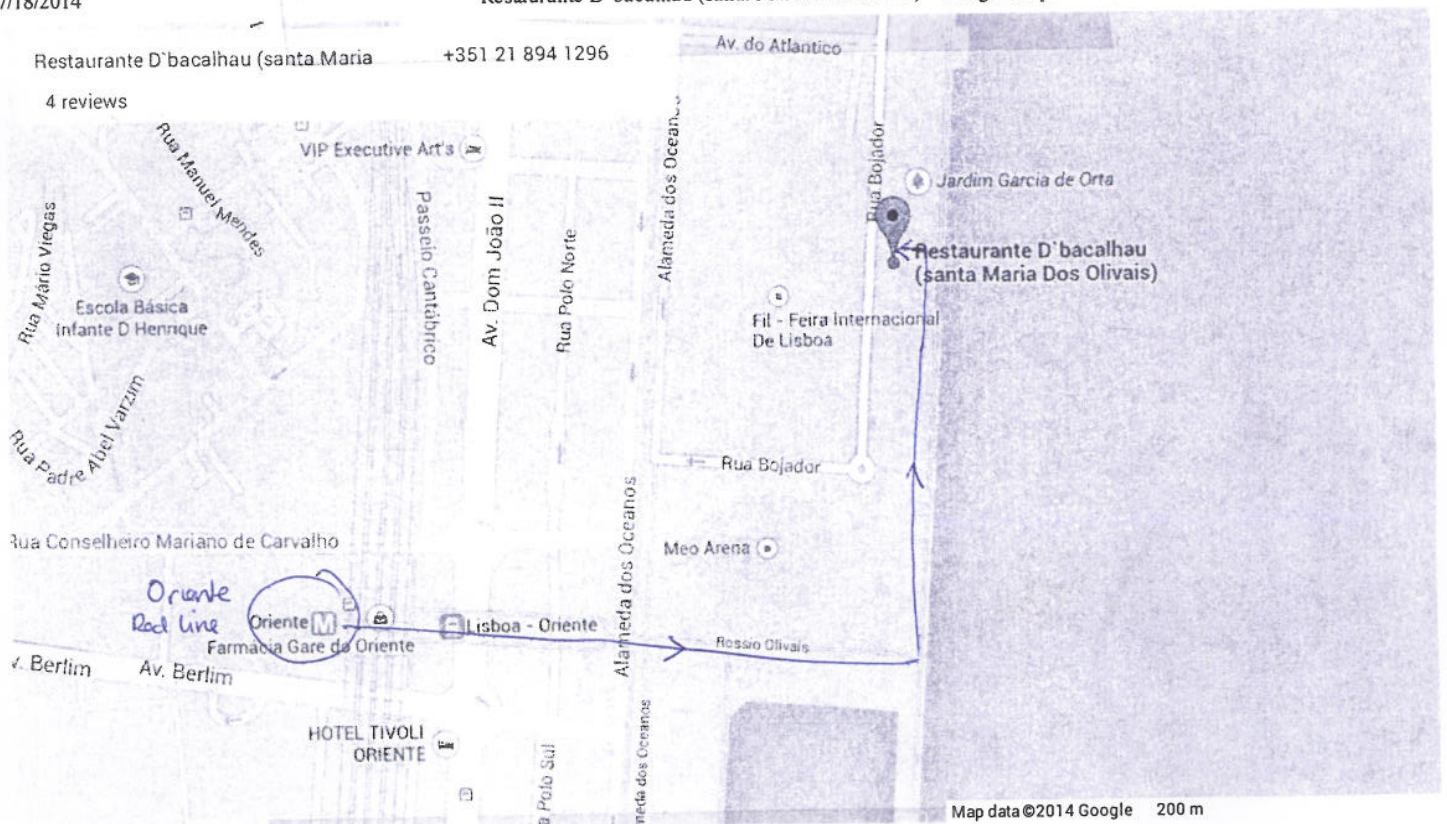 7/18/2014
Restaurante D`bacalhau (santa Maria
+351 21 894 1296
4 reviews
Av. do Atlantico
VIP Executive Art's
Rua Manuel Mendes
Rua Mário Viegas
Passeio Cantábrico
Av. Dom João II
Rua Polo Norte
Alameda dos Oceanos
Rua Bojador
Jardim Garcia de Orta
Restaurante D`bacalhau
(santa Maria Dos Olivais)
Escola Básica
Infante D Henrique
Fil - Feira Internacional
De Lisboa
Rua Padre Abel Varzim
Rua Bojador
Alameda dos Oceanos
Rua Conselheiro Mariano de Carvalho
Meo Arena
Oriente
Red line
Oriente
M
Lisboa - Oriente
Farmácia Gare do Oriente
Rossio Olivais
v. Berlim
Av. Berlim
HOTEL TIVOLI
ORIENTE
a Polo Sul
meda dos Oceanos
Map data ©2014 Google
200 m